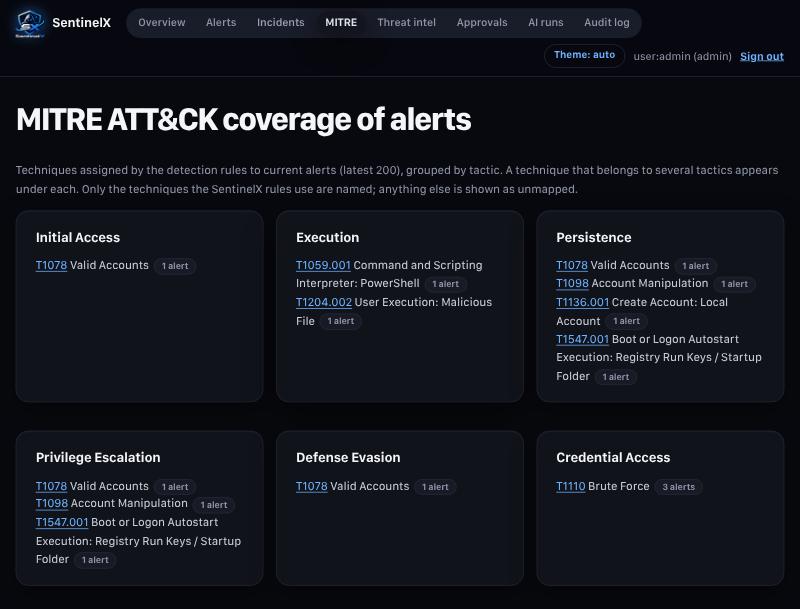 SentinelX
Overview Alerts Incidents MITRE Threat intel Approvals AI runs Audit log
Theme: auto user:admin (admin) Sign out
MITRE ATT&CK coverage of alerts
Techniques assigned by the detection rules to current alerts (latest 200), grouped by tactic. A technique that belongs to several tactics appears
under each. Only the techniques the SentinelX rules use are named; anything else is shown as unmapped.
Initial Access
T1078 Valid Accounts 1 alert
Execution
T1059.001 Command and Scripting
Interpreter: PowerShell 1 alert
T1204.002 User Execution: Malicious
File 1 alert
Persistence
T1078 Valid Accounts 1 alert
T1098 Account Manipulation 1 alert
T1136.001 Create Account: Local
Account 1 alert
T1547.001 Boot or Logon Autostart
Execution: Registry Run Keys / Startup
Folder 1 alert
Privilege Escalation
T1078 Valid Accounts 1 alert
T1098 Account Manipulation 1 alert
T1547.001 Boot or Logon Autostart
Execution: Registry Run Keys / Startup
Folder 1 alert
Defense Evasion
T1078 Valid Accounts 1 alert
Credential Access
T1110 Brute Force 3 alerts